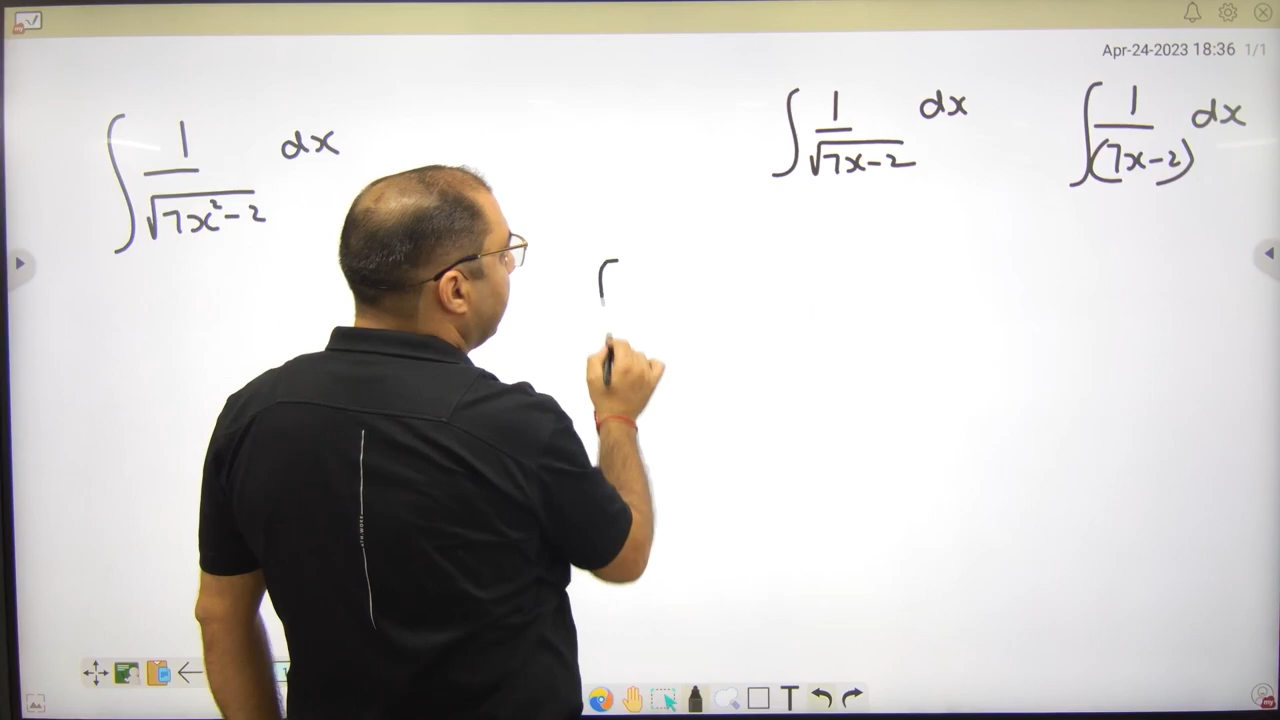 Apr-24-2023 18:36 1/1
∫ 1/√(7x²-2) dx
∫ 1/√(7x-2) dx
∫ 1/(7x-2) dx